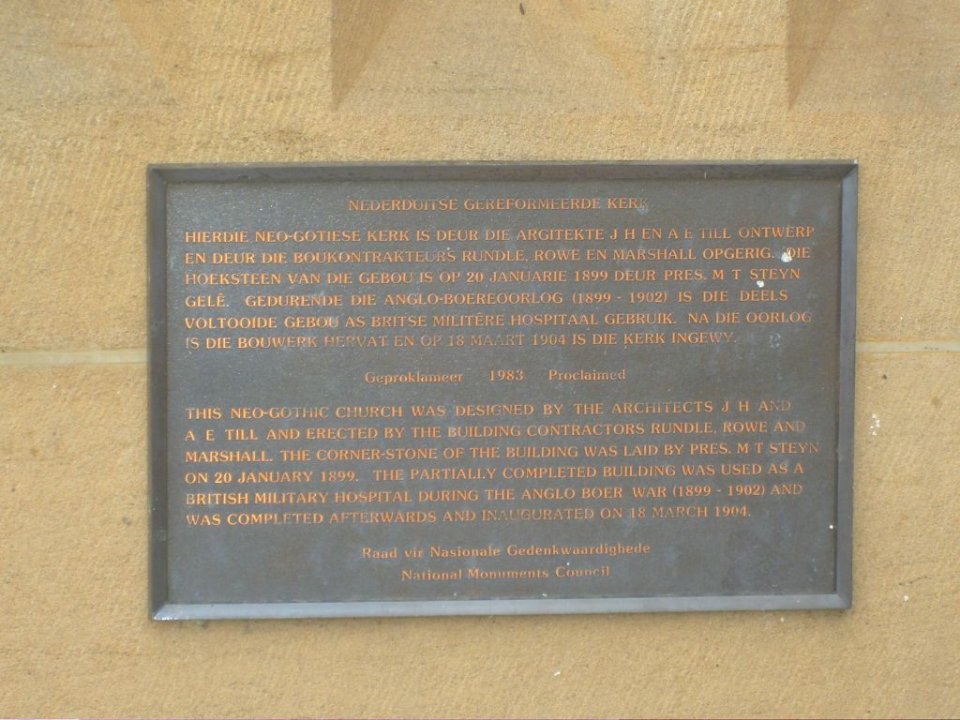 NEDERDUITSE GEREFORMEERDE KERK
HIERDIE NEO-GOTIESE KERK IS DEUR DIE ARGITEKTE J H EN A E TILL ONTWERP
EN DEUR DIE BOUKONTRAKTEURS RUNDLE, ROWE EN MARSHALL OPGERIG. DIE
HOEKSTEEN VAN DIE GEBOU IS OP 20 JANUARIE 1899 DEUR PRES. M T STEYN
GELÊ. GEDURENDE DIE ANGLO-BOEREOORLOG (1899 - 1902) IS DIE DEELS
VOLTOOIDE GEBOU AS BRITSE MILITÊRE HOSPITAAL GEBRUIK. NA DIE OORLOG
IS DIE BOUWERK HERVAT EN OP 18 MAART 1904 IS DIE KERK INGEWY.
Geproklameer 1983 Proclaimed
THIS NEO-GOTHIC CHURCH WAS DESIGNED BY THE ARCHITECTS J H AND
A E TILL AND ERECTED BY THE BUILDING CONTRACTORS RUNDLE, ROWE AND
MARSHALL. THE CORNER-STONE OF THE BUILDING WAS LAID BY PRES. M T STEYN
ON 20 JANUARY 1899. THE PARTIALLY COMPLETED BUILDING WAS USED AS A
BRITISH MILITARY HOSPITAL DURING THE ANGLO BOER WAR (1899 - 1902) AND
WAS COMPLETED AFTERWARDS AND INAUGURATED ON 18 MARCH 1904.
Raad vir Nasionale Gedenkwaardighede
National Monuments Council